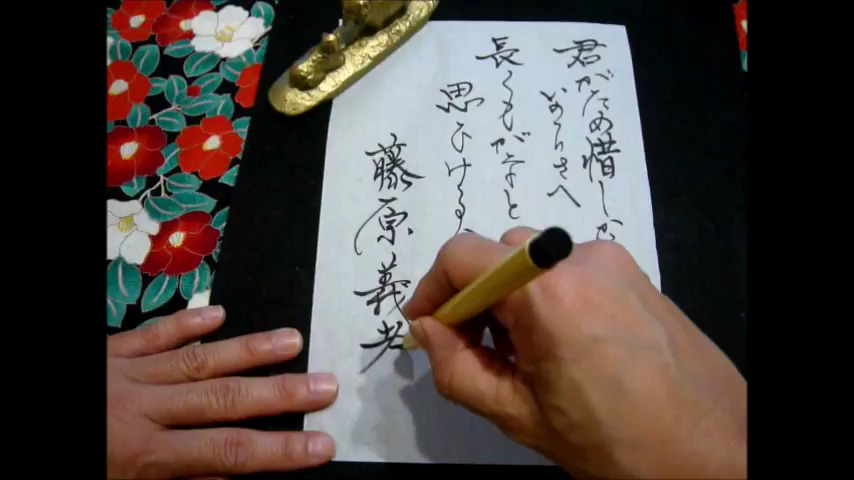 君がため惜しか
いのちさへ
長くもがなと
思ひける
藤原義孝